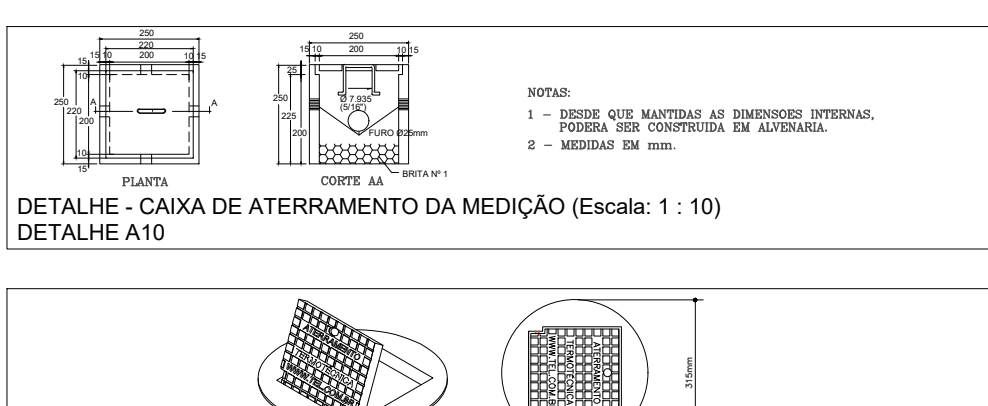 250
220
15 10 200 10 15
15
10
250
220
200
A
A
10
15
PLANTA
250
15 10 200 10 15
25
250
225
200
Ø 7.935
(5/16")
FURO Ø25mm
BRITA Nº 1
CORTE AA
NOTAS:
1 - DESDE QUE MANTIDAS AS DIMENSOES INTERNAS,
PODERA SER CONSTRUIDA EM ALVENARIA.
2 - MEDIDAS EM mm.
DETALHE - CAIXA DE ATERRAMENTO DA MEDIÇÃO (Escala: 1 : 10)
DETALHE A10
ATERRAMENTO
TERMOTÉCNICA
WWW.TEL.COM.BR
ATERRAMENTO
TERMOTÉCNICA
WWW.TEL.COM.B
315mm